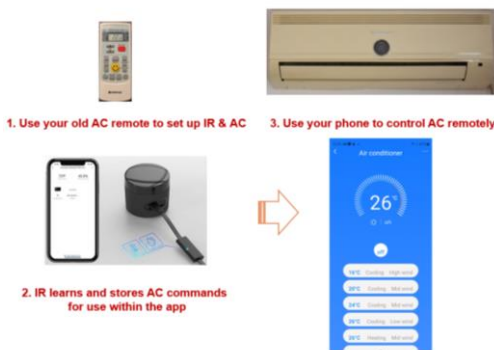 1. Use your old AC remote to set up IR & AC
3. Use your phone to control AC remotely
Air conditioner
26
off
16°C Cooling High wind
20°C Cooling Mid wind
24°C Cooling Mid wind
26°C Cooling Low wind
Heating Mid wind
2. IR learns and stores AC commands
for use within the app